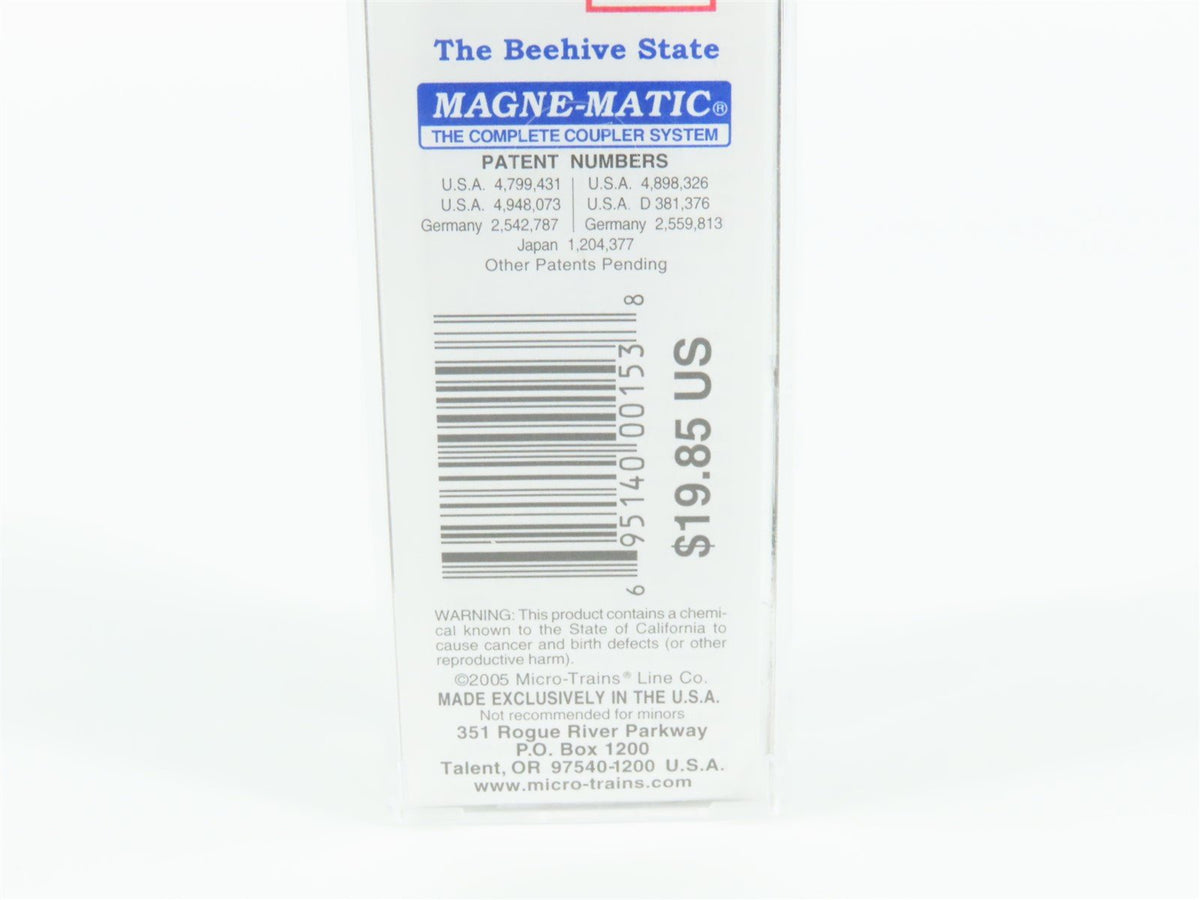 The Beehive State
MAGNE-MATIC®
THE COMPLETE COUPLER SYSTEM
PATENT NUMBERS
U.S.A. 4,799,431 | U.S.A. 4,898,326
U.S.A. 4,948,073 | U.S.A. D 381,376
Germany 2,542,787 | Germany 2,559,813
Japan 1,204,377
Other Patents Pending
6 95140 00153 8
$19.85 US
WARNING: This product contains a chemi-
cal known to the State of California to
cause cancer and birth defects (or other
reproductive harm).
©2005 Micro-Trains® Line Co.
MADE EXCLUSIVELY IN THE U.S.A.
Not recommended for minors
351 Rogue River Parkway
P.O. Box 1200
Talent, OR 97540-1200 U.S.A.
www.micro-trains.com